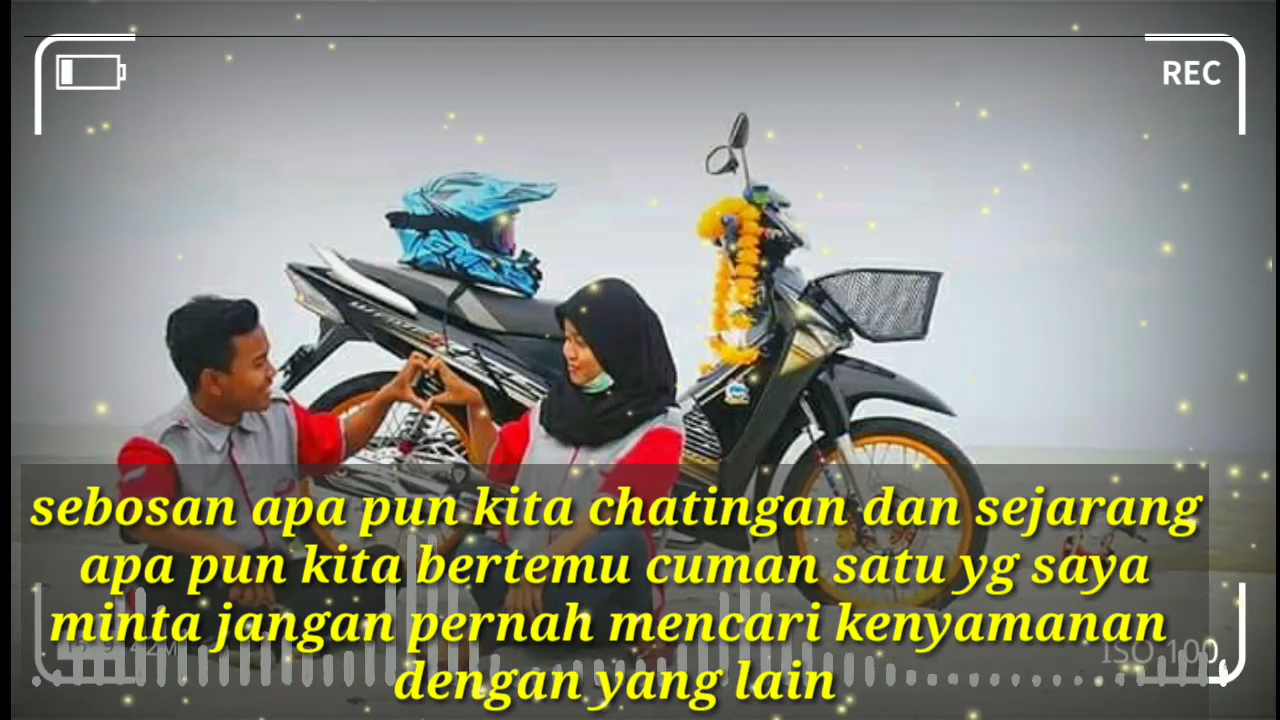 REC
sebosan apa pun kita chatingan dan sejarang
apa pun kita bertemu cuman satu yg saya
minta jangan pernah mencari kenyamanan
dengan yang lain
ISO 100